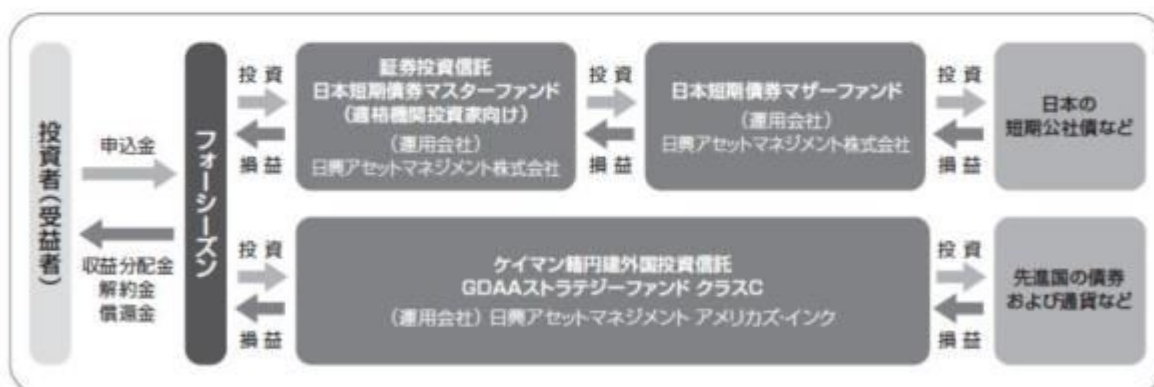 投資者(受益者)
申込金
収益分配金
解約金
償還金
フォーシーズン
投資
損益
証券投資信託
日本短期債券マスターファンド
(適格機関投資家向け)
(運用会社)
日興アセットマネジメント株式会社
投資
損益
日本短期債券マザーファンド
(運用会社)
日興アセットマネジメント株式会社
投資
損益
日本の
短期公社債など
投資
損益
ケイマン籍円建外国投資信託
GDAAストラテジーファンド クラスC
(運用会社)日興アセットマネジメント アメリカズ・インク
投資
損益
先進国の債券
および通貨など